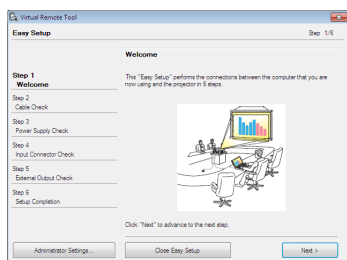 Virtual Remote Tool
Easy Setup
Step 1/6
Welcome
Step 1
Welcome
This "Easy Setup" performs the connections between the computer that you are
now using and the projector in 6 steps.
Step 2
Cable Check
Step 3
Power Supply Check
Step 4
Input Connector Check
Step 5
External Output Check
Step 6
Setup Completion
Click "Next" to advance to the next step.
Administrator Settings...
Close Easy Setup
Next >